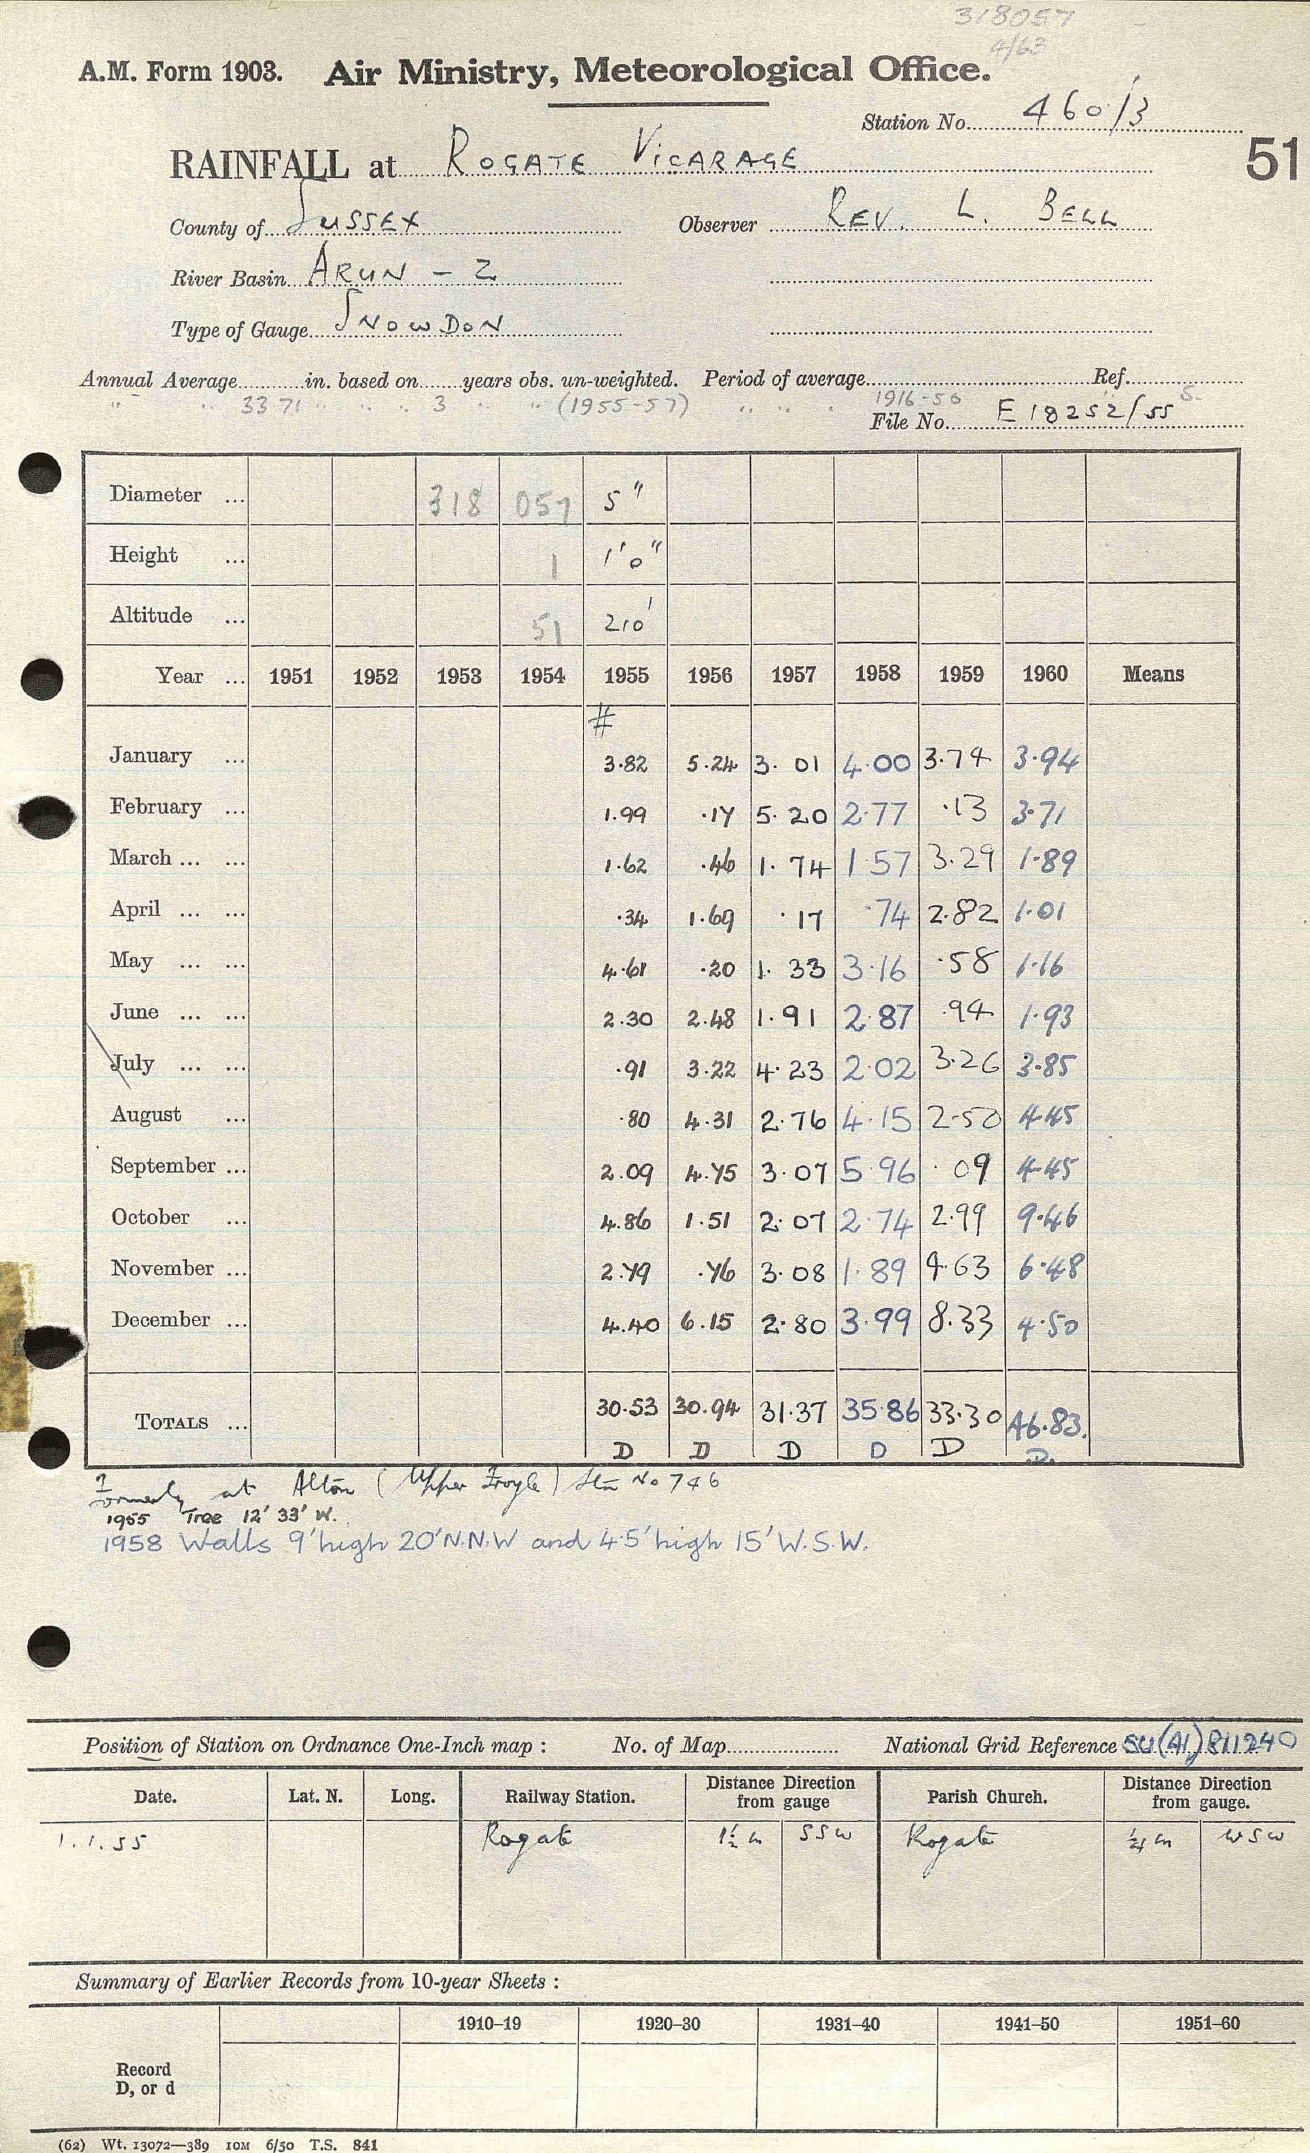 318057
4/63
A.M. Form 1903. Air Ministry, Meteorological Office.
Station No. 460/3
RAINFALL at ROGATE VICARAGE
51
County of SUSSEX Observer REV. L. BELL
River Basin ARUN - 2
Type of Gauge SNOWDON
Annual Average in. based on years obs. un-weighted. Period of average Ref.
" " 33.71 " " " 3 " " " (1955-57) " " " 1916-50
File No. E18252/55
Diameter ... 318 057 5"
Height ... 1 1'0"
Altitude ... 51 210'
Year ... 1951 1952 1953 1954 1955 1956 1957 1958 1959 1960 Means
#
January ... 3.82 5.24 3.01 4.00 3.74 3.94
February ... 1.99 .17 5.20 2.77 .13 3.71
March ... ... 1.62 .46 1.74 1.57 3.29 1.89
April ... ... .34 1.69 .17 .74 2.82 1.01
May ... ... 4.61 .20 1.33 3.16 .58 1.16
June ... ... 2.30 2.48 1.91 2.87 .94 1.93
July ... ... .91 3.22 4.23 2.02 3.26 3.85
August ... .80 4.31 2.76 4.15 2.50 4.45
September ... 2.09 4.75 3.07 5.96 .09 4.45
October ... 4.86 1.51 2.07 2.74 2.99 9.46
November ... 2.79 .76 3.08 1.89 4.63 6.48
December ... 4.40 6.15 2.80 3.99 8.33 4.50
TOTALS ... 30.53 30.94 31.37 35.86 33.30 46.83.
D D D D D D.
Formerly at Alton (Upper Froyle) Stn No 746
1955 Tree 12' 33' W.
1958 Walls 9' high 20' N.N.W and 4.5' high 15' W.S.W.
Position of Station on Ordnance One-Inch map : No. of Map National Grid Reference SU(41) 811240
Date. Lat. N. Long. Railway Station. Distance Direction from gauge Parish Church. Distance Direction from gauge.
1.1.55 Rogate 1½ m SSW Rogate ¼ m WSW
Summary of Earlier Records from 10-year Sheets :
1910–19 1920–30 1931–40 1941–50 1951–60
Record
D, or d
(62) Wt. 13072—389 10M 6/50 T.S. 841